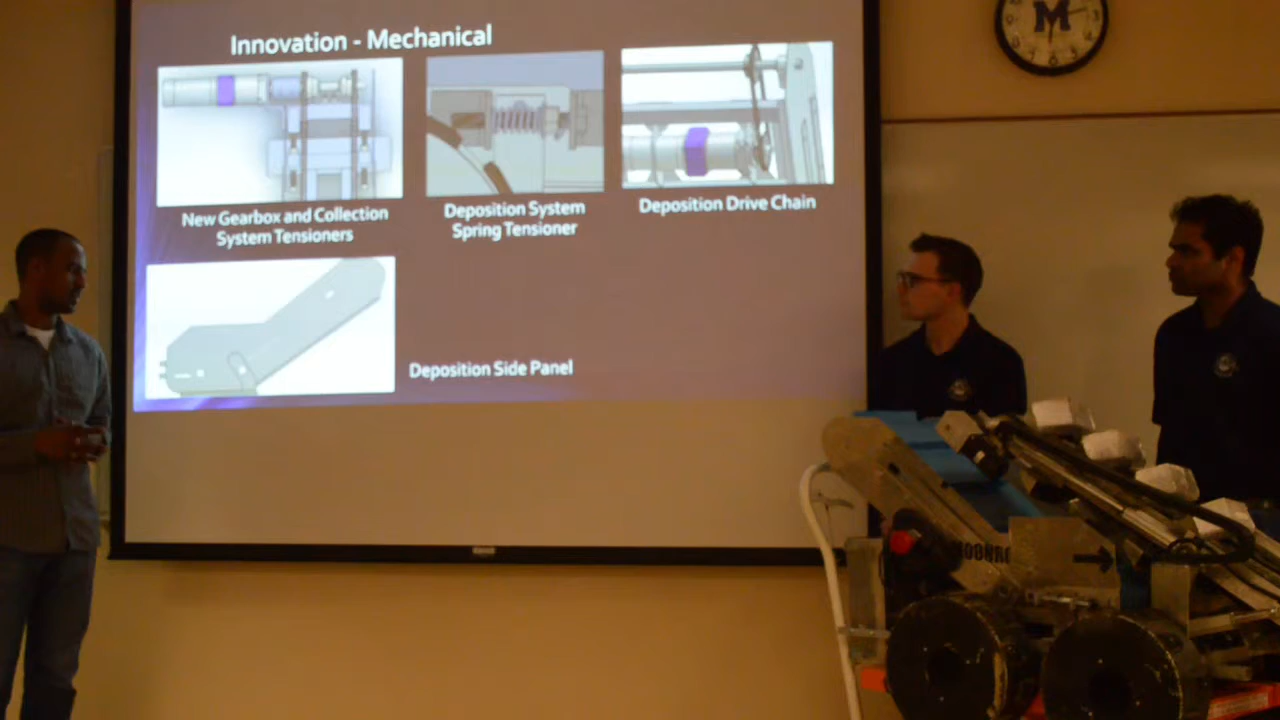 Innovation - Mechanical
New Gearbox and Collection
System Tensioners
Deposition System
Spring Tensioner
Deposition Drive Chain
Deposition Side Panel
M